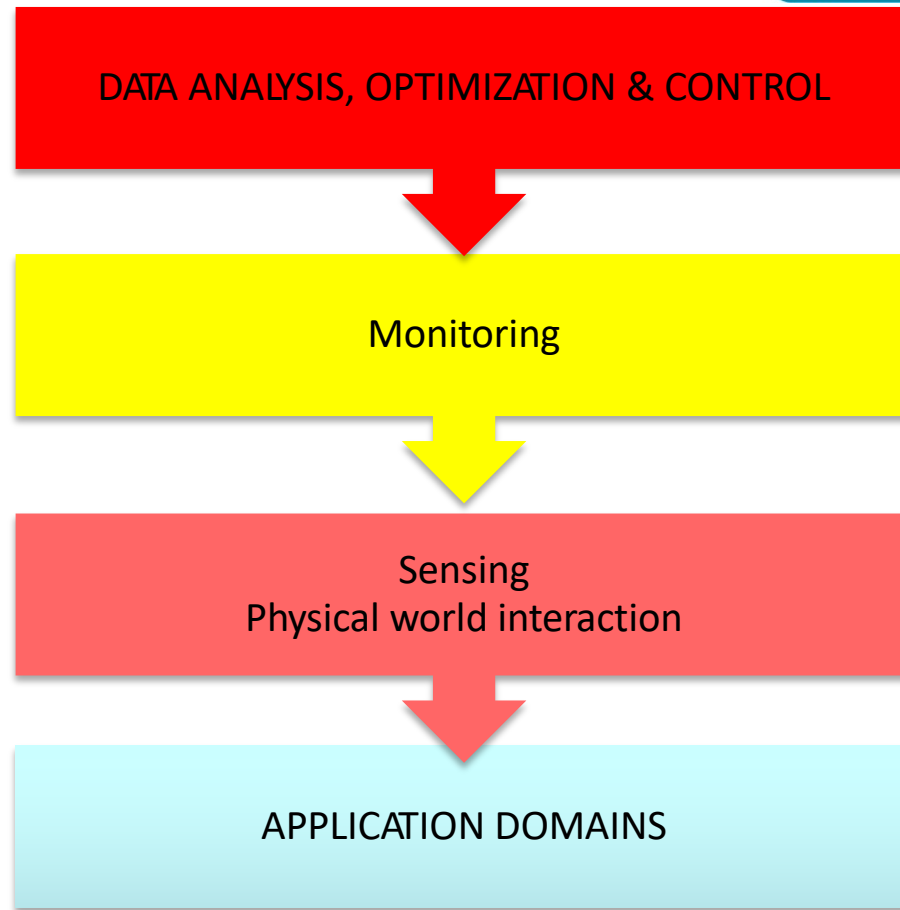 DATA ANALYSIS, OPTIMIZATION & CONTROL
Monitoring
Sensing
Physical world interaction
APPLICATION DOMAINS